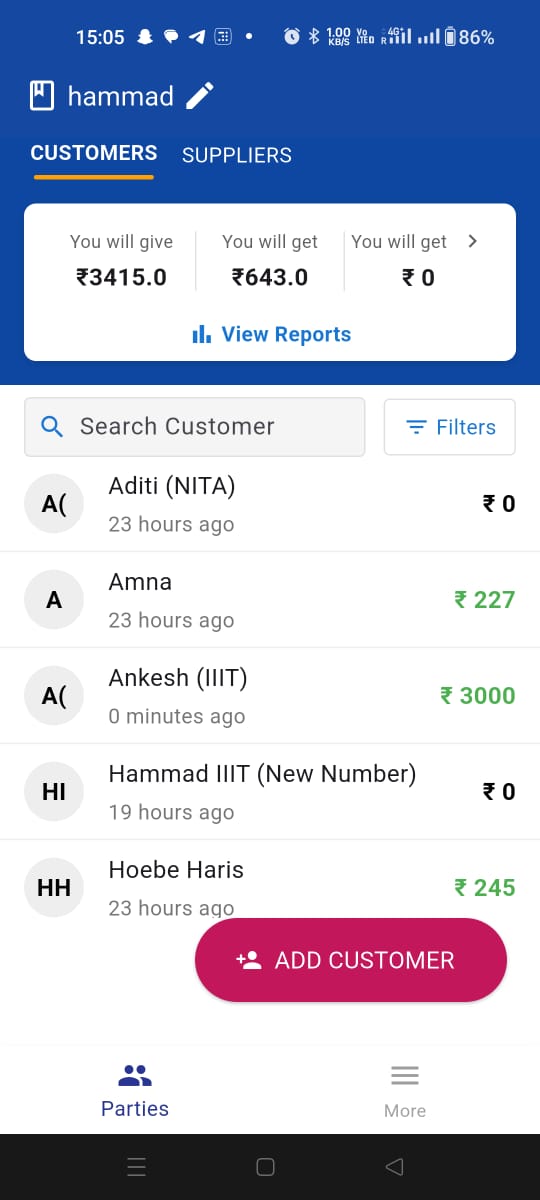 15:05 1.00 KB/S Vo LTED R 4G+ 86%
hammad
CUSTOMERS SUPPLIERS
You will give You will get You will get
₹3415.0 ₹643.0 ₹ 0
View Reports
Search Customer Filters
A( Aditi (NITA) ₹ 0
23 hours ago
A Amna ₹ 227
23 hours ago
A( Ankesh (IIIT) ₹ 3000
0 minutes ago
HI Hammad IIIT (New Number) ₹ 0
19 hours ago
HH Hoebe Haris ₹ 245
23 hours ago
ADD CUSTOMER
Parties More